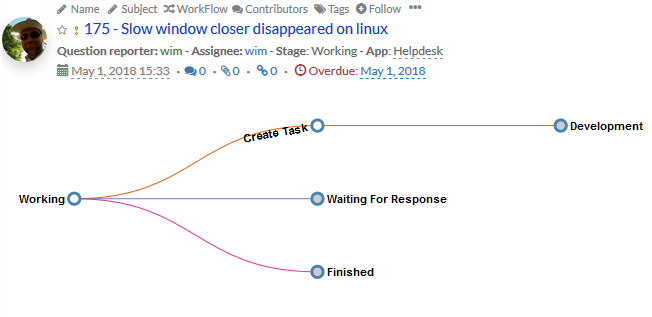 Name Subject WorkFlow Contributors Tags Follow •••
175 - Slow window closer disappeared on linux
Question reporter: wim - Assignee: wim - Stage: Working - App: Helpdesk
May 1, 2018 15:33 • 0 • 0 • 0 • Overdue: May 1, 2018
Create Task
Development
Working
Waiting For Response
Finished